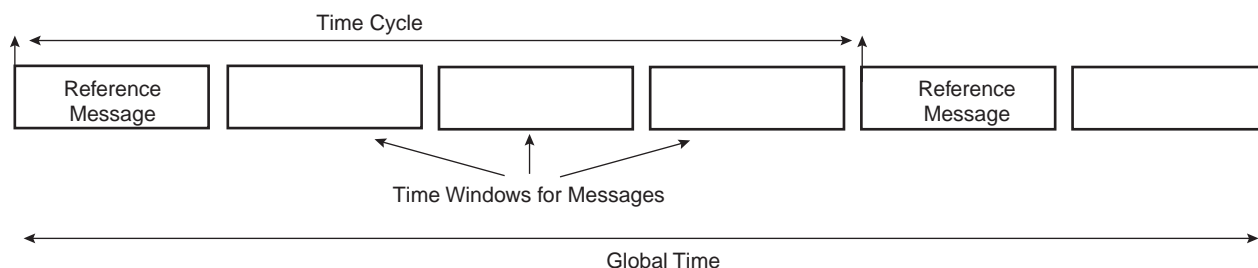 Time Cycle
Reference
Message
Reference
Message
Time Windows for Messages
Global Time